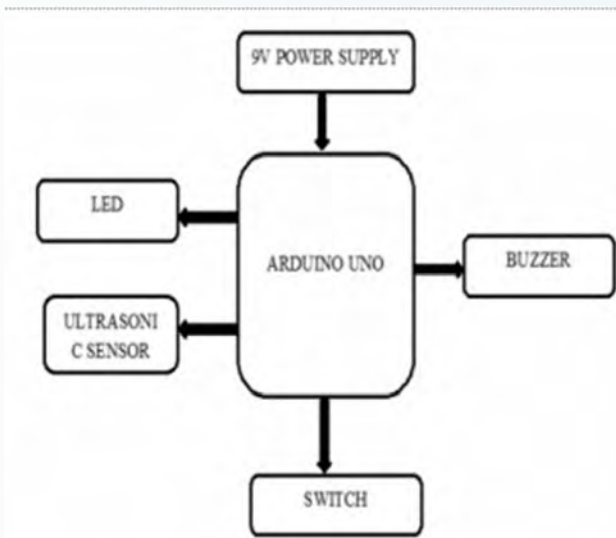 9V POWER SUPPLY
LED
ARDUINO UNO
BUZZER
ULTRASONI
C SENSOR
SWITCH